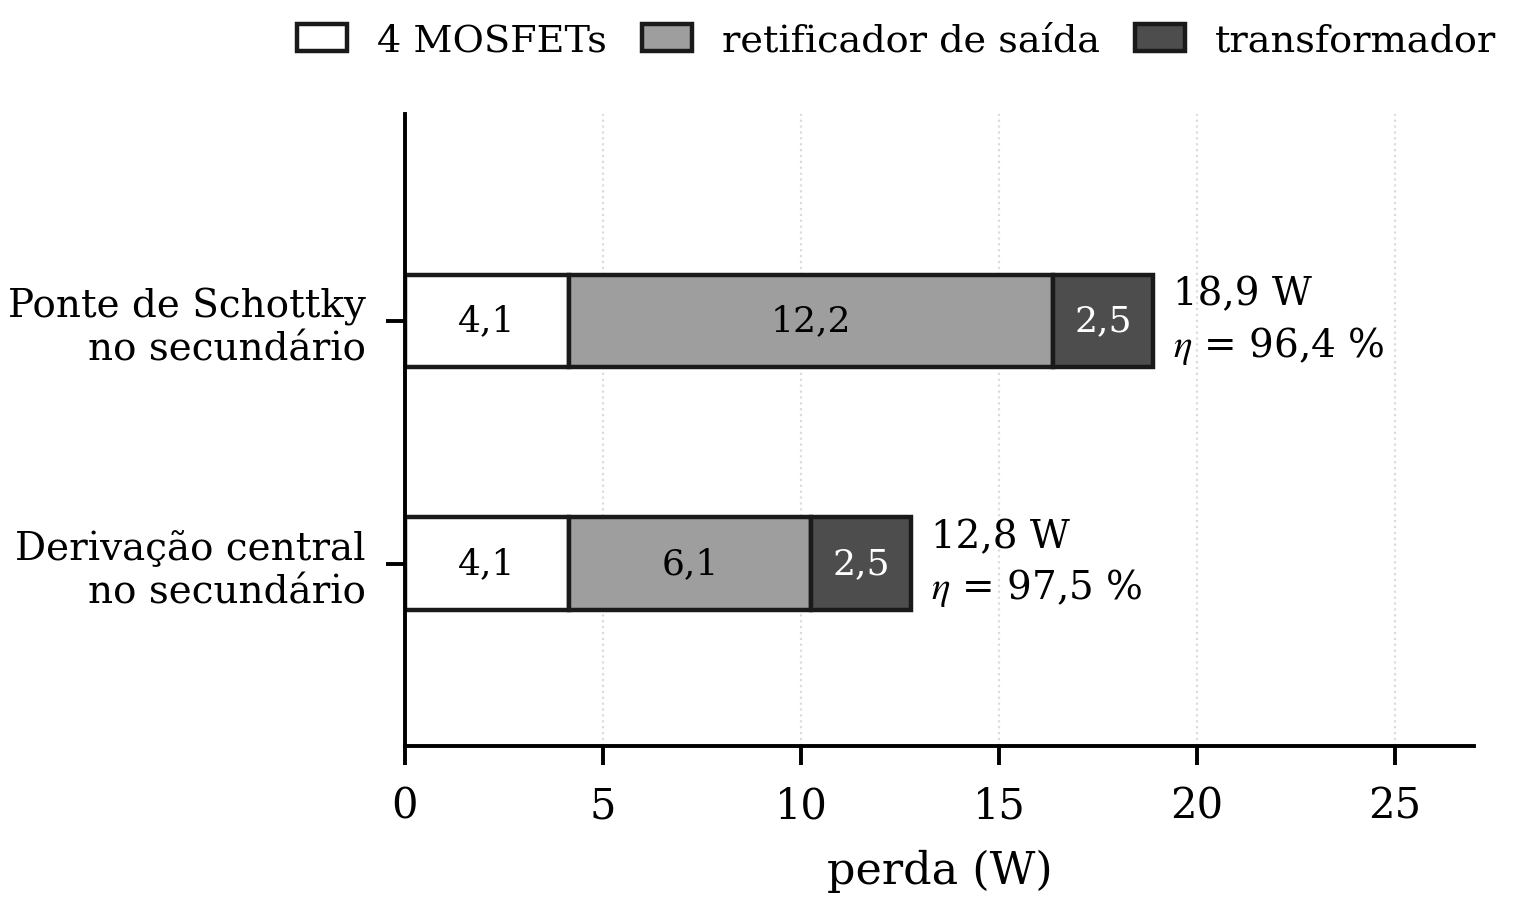 4 MOSFETs retificador de saída transformador
Ponte de Schottky
no secundário
4,1 12,2 2,5
18,9 W
η = 96,4 %
Derivação central
no secundário
4,1 6,1 2,5
12,8 W
η = 97,5 %
0 5 10 15 20 25
perda (W)